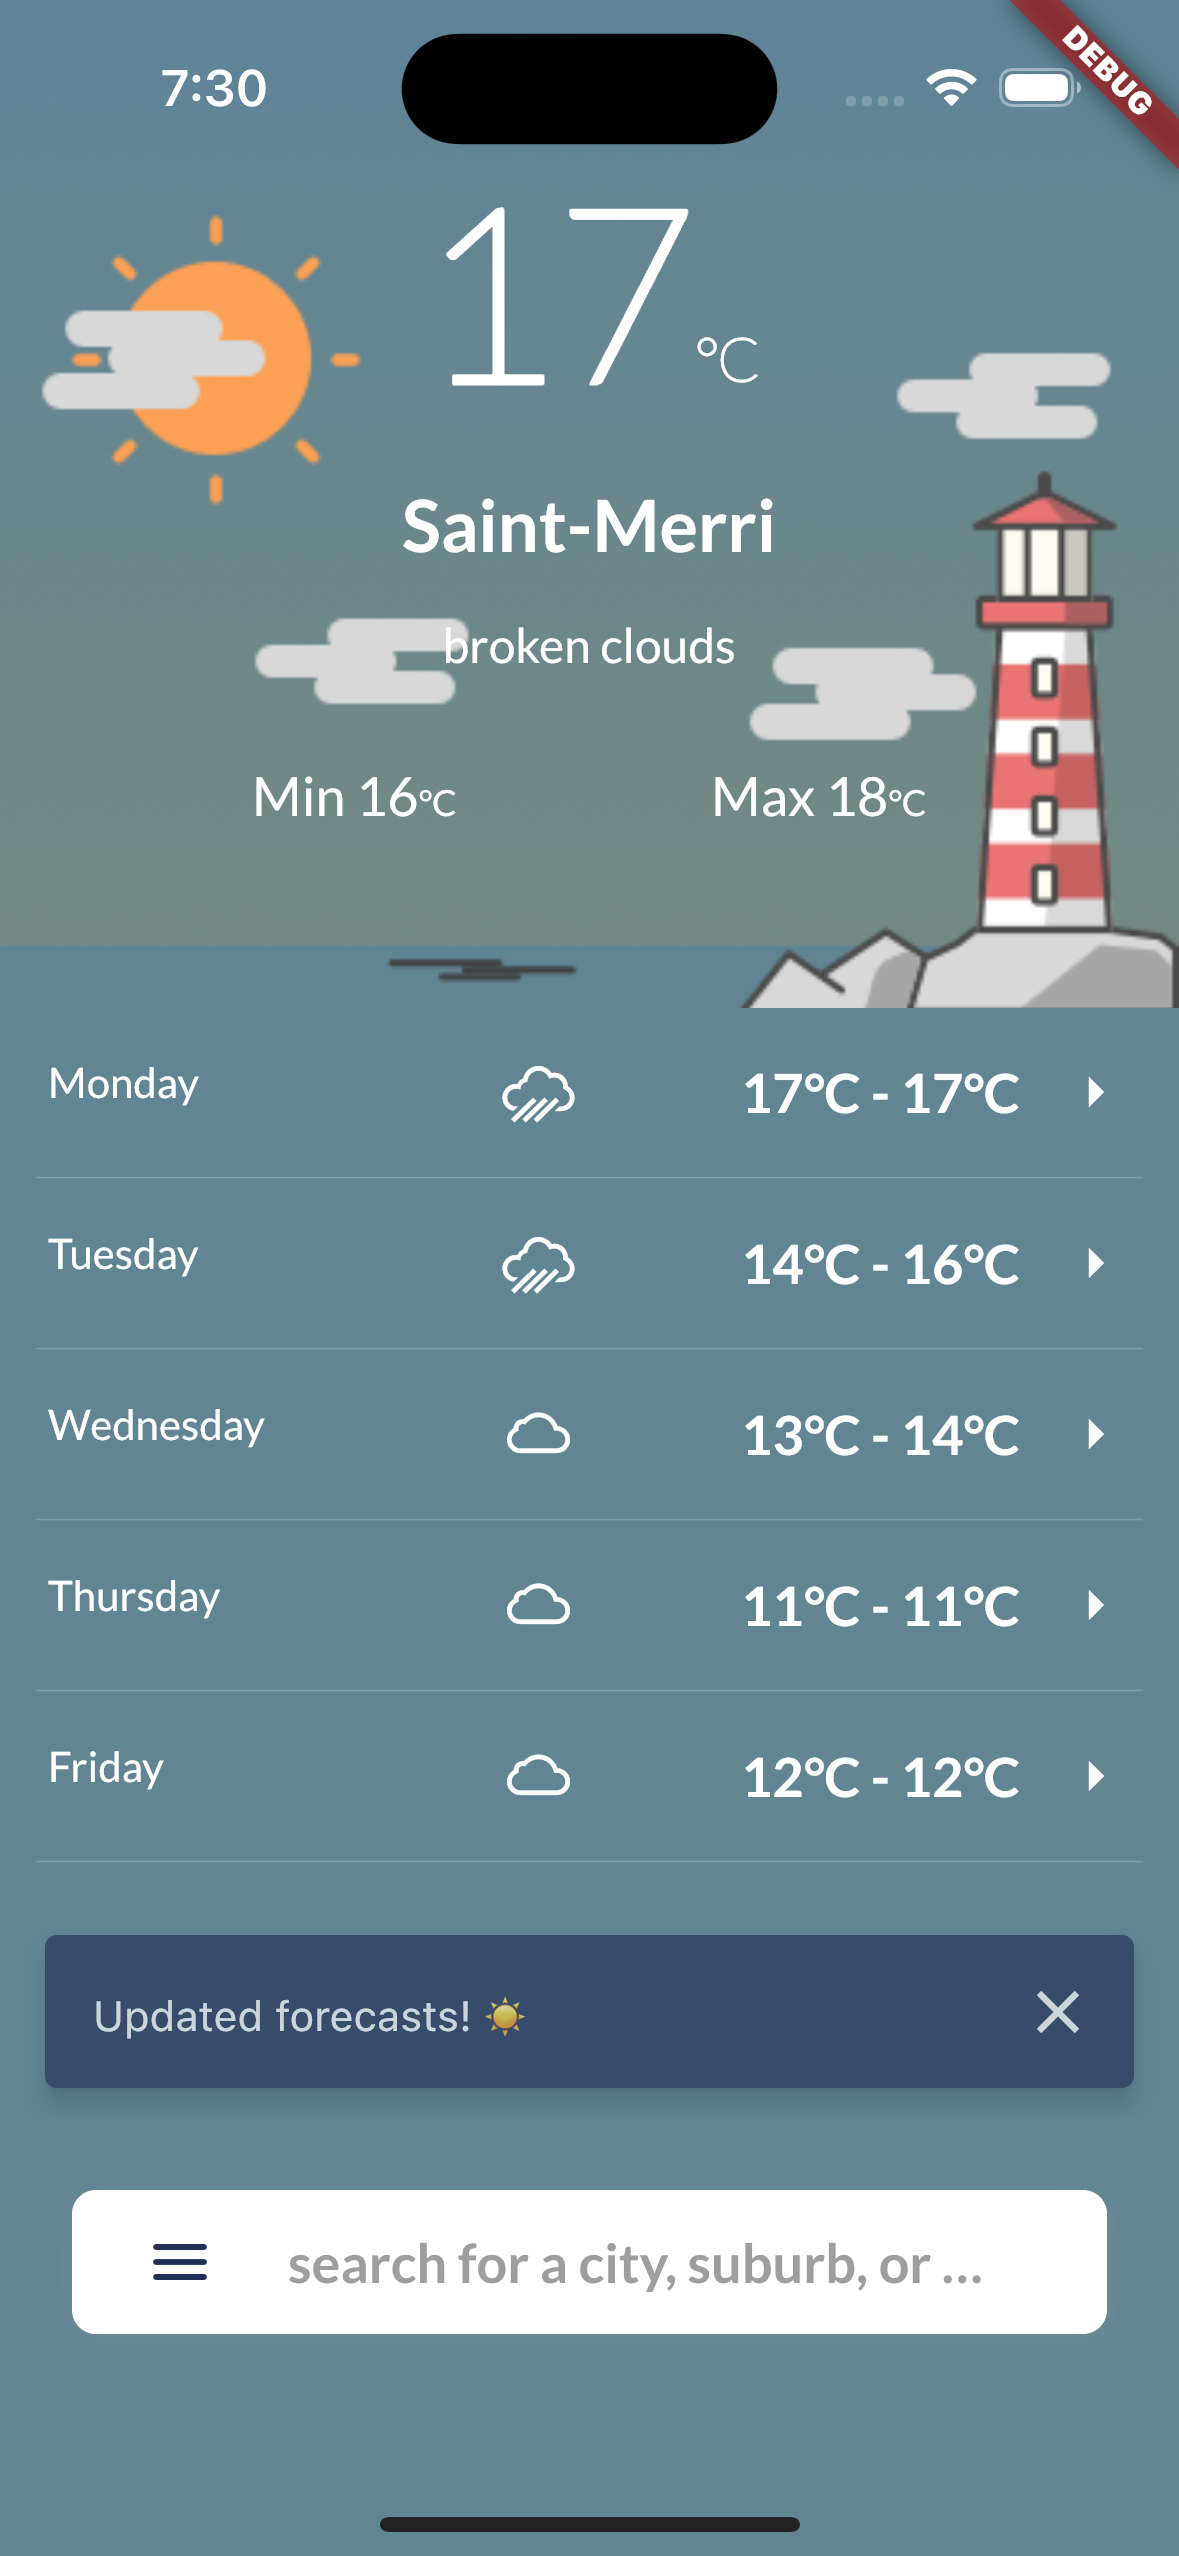 7:30
DEBUG
17°C
Saint-Merri
broken clouds
Min 16°C
Max 18°C
Monday 17°C - 17°C
Tuesday 14°C - 16°C
Wednesday 13°C - 14°C
Thursday 11°C - 11°C
Friday 12°C - 12°C
Updated forecasts! ☀️
search for a city, suburb, or ...